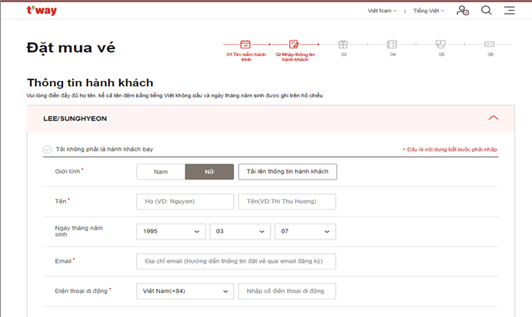 t'way
Việt Nam | Tiếng Việt
Đặt mua vé
01 Tìm kiếm hành trình
02 Nhập thông tin hành khách
03
04
05
06
Thông tin hành khách
Vui lòng điền đầy đủ họ tên, kể cả tên đệm bằng tiếng Việt không dấu và ngày tháng năm sinh được ghi trên hộ chiếu
LEE/SUNGHYEON
Tôi không phải là hành khách bay
* Đây là nội dung bắt buộc phải nhập.
Giới tính * Nam Nữ Tải lên thông tin hành khách
Tên * Họ (VD: Nguyen) Tên(VD:Thi Thu Huong)
Ngày tháng năm sinh 1995 03 07
Email * Địa chỉ email (Hướng dẫn thông tin đặt vé qua email đăng ký)
Điện thoại di động * Việt Nam(+84) Nhập số điện thoại di động